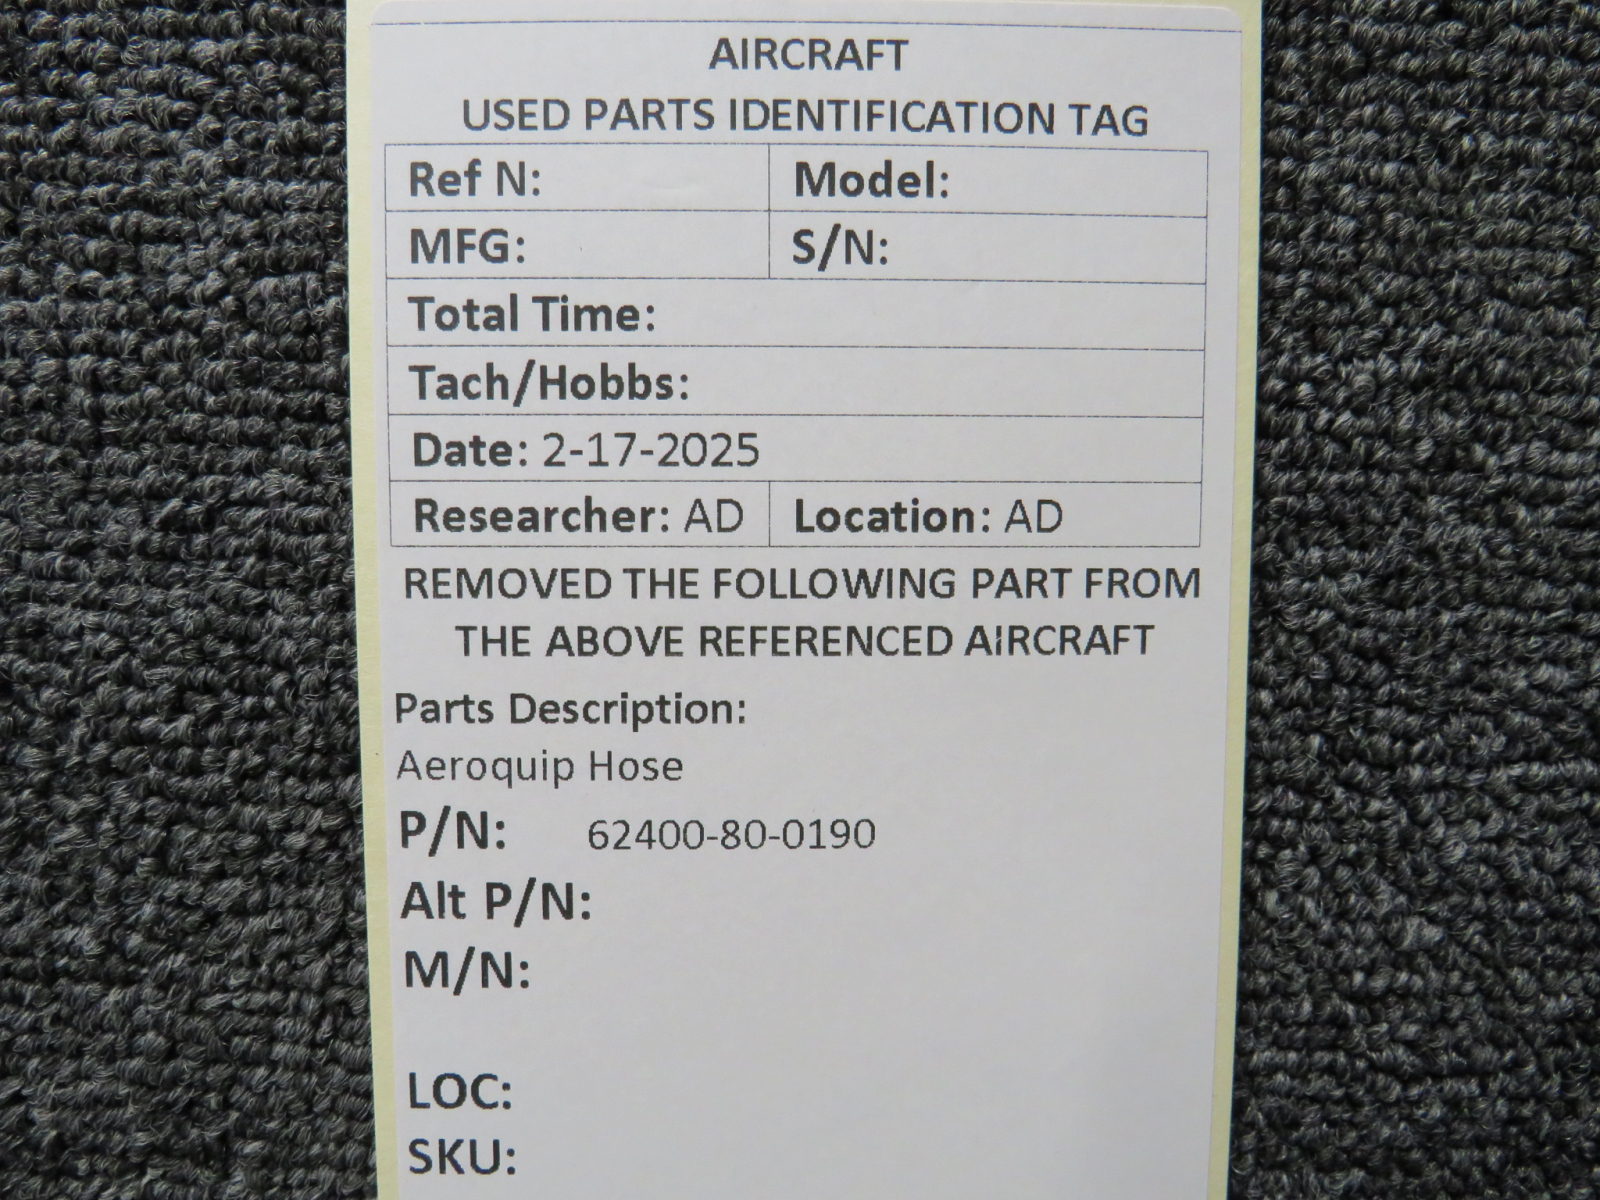 AIRCRAFT
USED PARTS IDENTIFICATION TAG
Ref N: Model:
MFG: S/N:
Total Time:
Tach/Hobbs:
Date: 2-17-2025
Researcher: AD Location: AD
REMOVED THE FOLLOWING PART FROM
THE ABOVE REFERENCED AIRCRAFT
Parts Description:
Aeroquip Hose
P/N: 62400-80-0190
Alt P/N:
M/N:
LOC:
SKU: